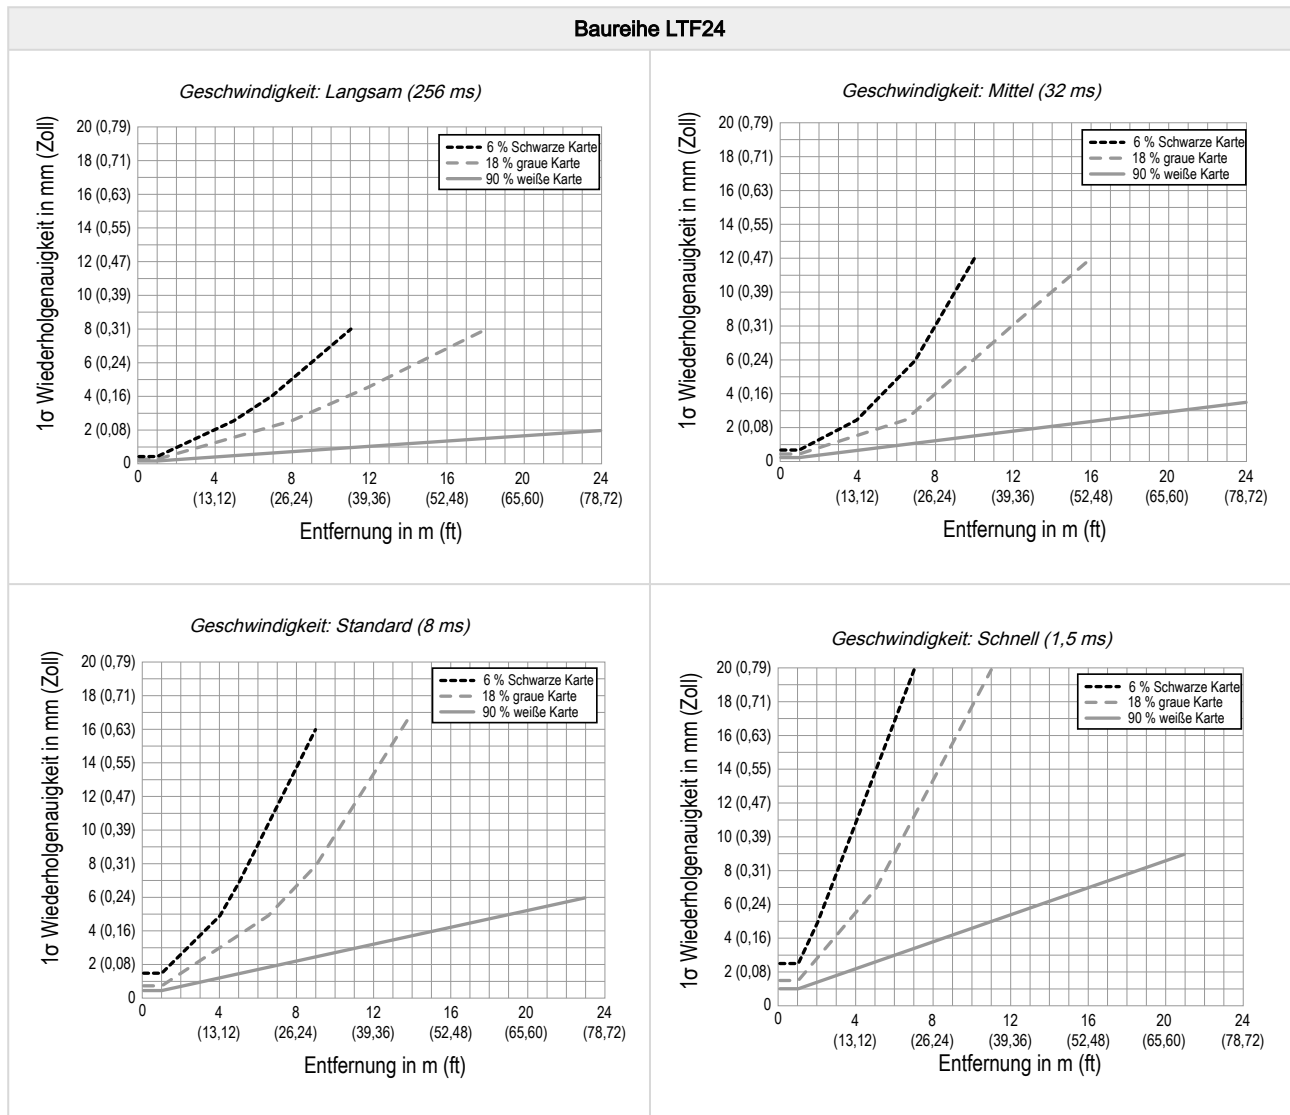 Baureihe LTF24
Geschwindigkeit: Langsam (256 ms)
1σ Wiederholgenauigkeit in mm (Zoll)
20 (0,79)
18 (0,71)
16 (0,63)
14 (0,55)
12 (0,47)
10 (0,39)
8 (0,31)
6 (0,24)
4 (0,16)
2 (0,08)
0
6 % Schwarze Karte
18 % graue Karte
90 % weiße Karte
0 4 8 12 16 20 24
(13,12) (26,24) (39,36) (52,48) (65,60) (78,72)
Entfernung in m (ft)
Geschwindigkeit: Mittel (32 ms)
1σ Wiederholgenauigkeit in mm (Zoll)
20 (0,79)
18 (0,71)
16 (0,63)
14 (0,55)
12 (0,47)
10 (0,39)
8 (0,31)
6 (0,24)
4 (0,16)
2 (0,08)
0
6 % Schwarze Karte
18 % graue Karte
90 % weiße Karte
0 4 8 12 16 20 24
(13,12) (26,24) (39,36) (52,48) (65,60) (78,72)
Entfernung in m (ft)
Geschwindigkeit: Standard (8 ms)
1σ Wiederholgenauigkeit in mm (Zoll)
20 (0,79)
18 (0,71)
16 (0,63)
14 (0,55)
12 (0,47)
10 (0,39)
8 (0,31)
6 (0,24)
4 (0,16)
2 (0,08)
0
6 % Schwarze Karte
18 % graue Karte
90 % weiße Karte
0 4 8 12 16 20 24
(13,12) (26,24) (39,36) (52,48) (65,60) (78,72)
Entfernung in m (ft)
Geschwindigkeit: Schnell (1,5 ms)
1σ Wiederholgenauigkeit in mm (Zoll)
20 (0,79)
18 (0,71)
16 (0,63)
14 (0,55)
12 (0,47)
10 (0,39)
8 (0,31)
6 (0,24)
4 (0,16)
2 (0,08)
0
6 % Schwarze Karte
18 % graue Karte
90 % weiße Karte
0 4 8 12 16 20 24
(13,12) (26,24) (39,36) (52,48) (65,60) (78,72)
Entfernung in m (ft)